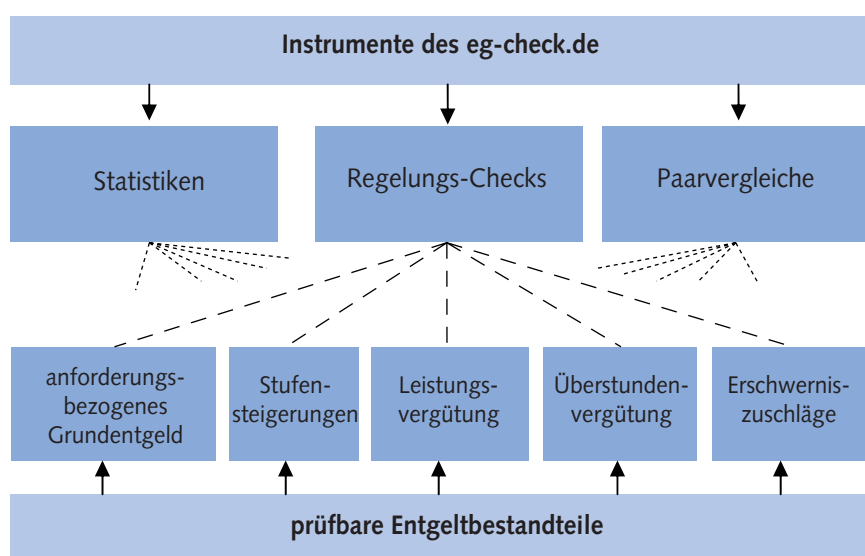 Instrumente des eg-check.de
Statistiken
Regelungs-Checks
Paarvergleiche
anforderungs-
bezogenes
Grundentgeld
Stufen-
steigerungen
Leistungs-
vergütung
Überstunden-
vergütung
Erschwernis-
zuschläge
prüfbare Entgeltbestandteile